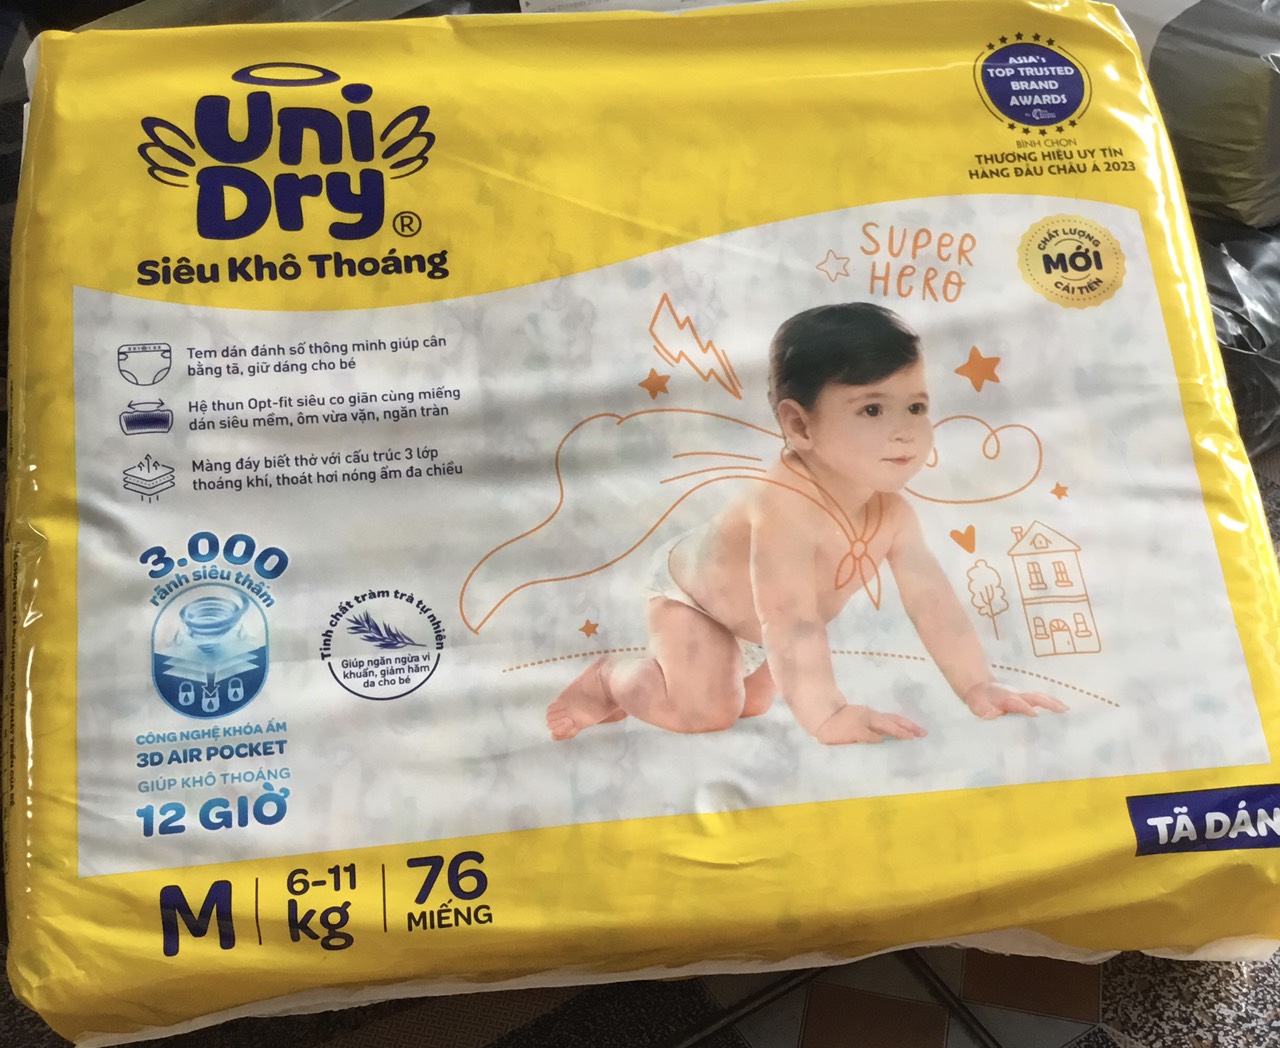 Uni
Dry®
Siêu Khô Thoáng
ASIA's
TOP TRUSTED
BRAND
AWARDS
BÌNH CHỌN
THƯƠNG HIỆU UY TÍN
HÀNG ĐẦU CHÂU Á 2023
SUPER
HERO
CHẤT LƯỢNG
MỚI
CẢI TIẾN
Tem dán đánh số thông minh giúp cân
bằng tã, giữ dáng cho bé
Hệ thun Opt-fit siêu co giãn cùng miếng
dán siêu mềm, ôm vừa vặn, ngăn tràn
Màng đáy biết thở với cấu trúc 3 lớp
thoáng khí, thoát hơi nóng ẩm đa chiều
3.000
rãnh siêu thấm
CÔNG NGHỆ KHÓA ẨM
3D AIR POCKET
GIÚP KHÔ THOÁNG
12 GIỜ
Tinh chất tràm trà tự nhiên
Giúp ngăn ngừa vi
khuẩn, giảm hăm
da cho bé
TÃ DÁN
M
6-11
kg
76
MIẾNG